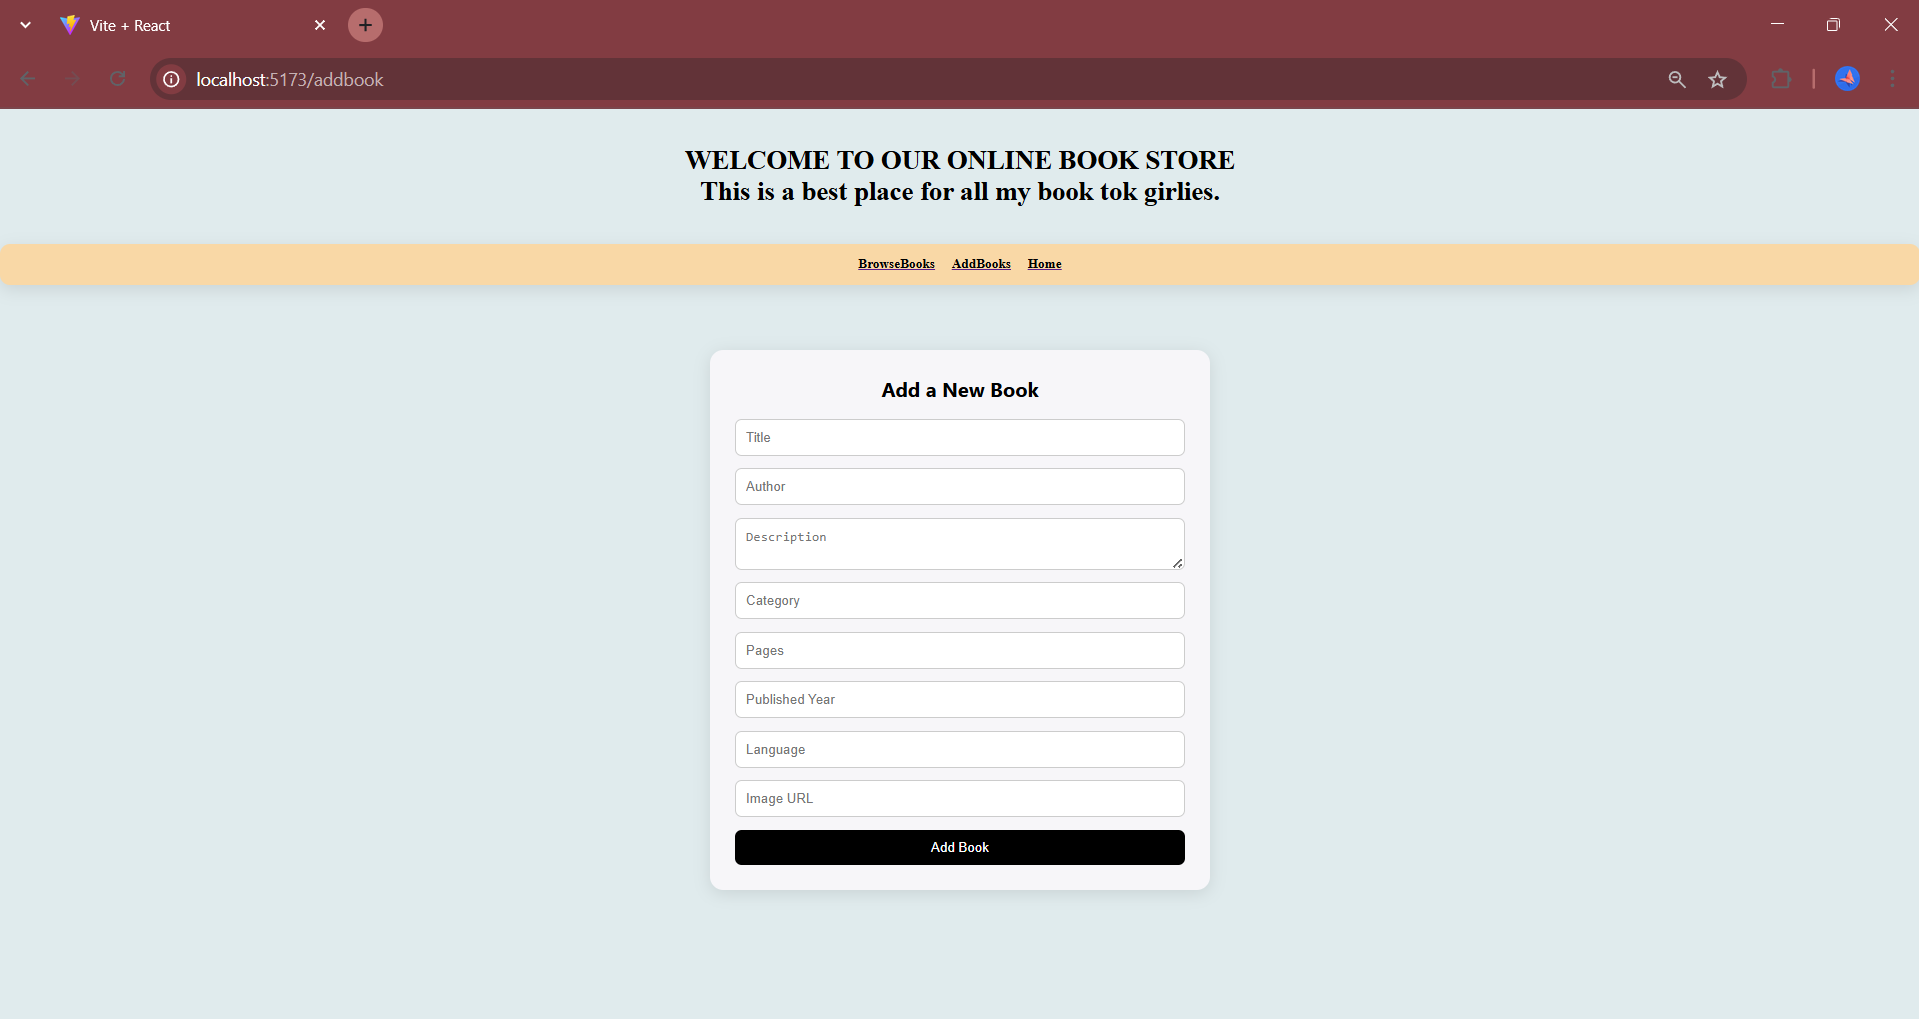 Vite + React
localhost:5173/addbook
WELCOME TO OUR ONLINE BOOK STORE
This is a best place for all my book tok girlies.
BrowseBooks AddBooks Home
Add a New Book
Title
Author
Description
Category
Pages
Published Year
Language
Image URL
Add Book